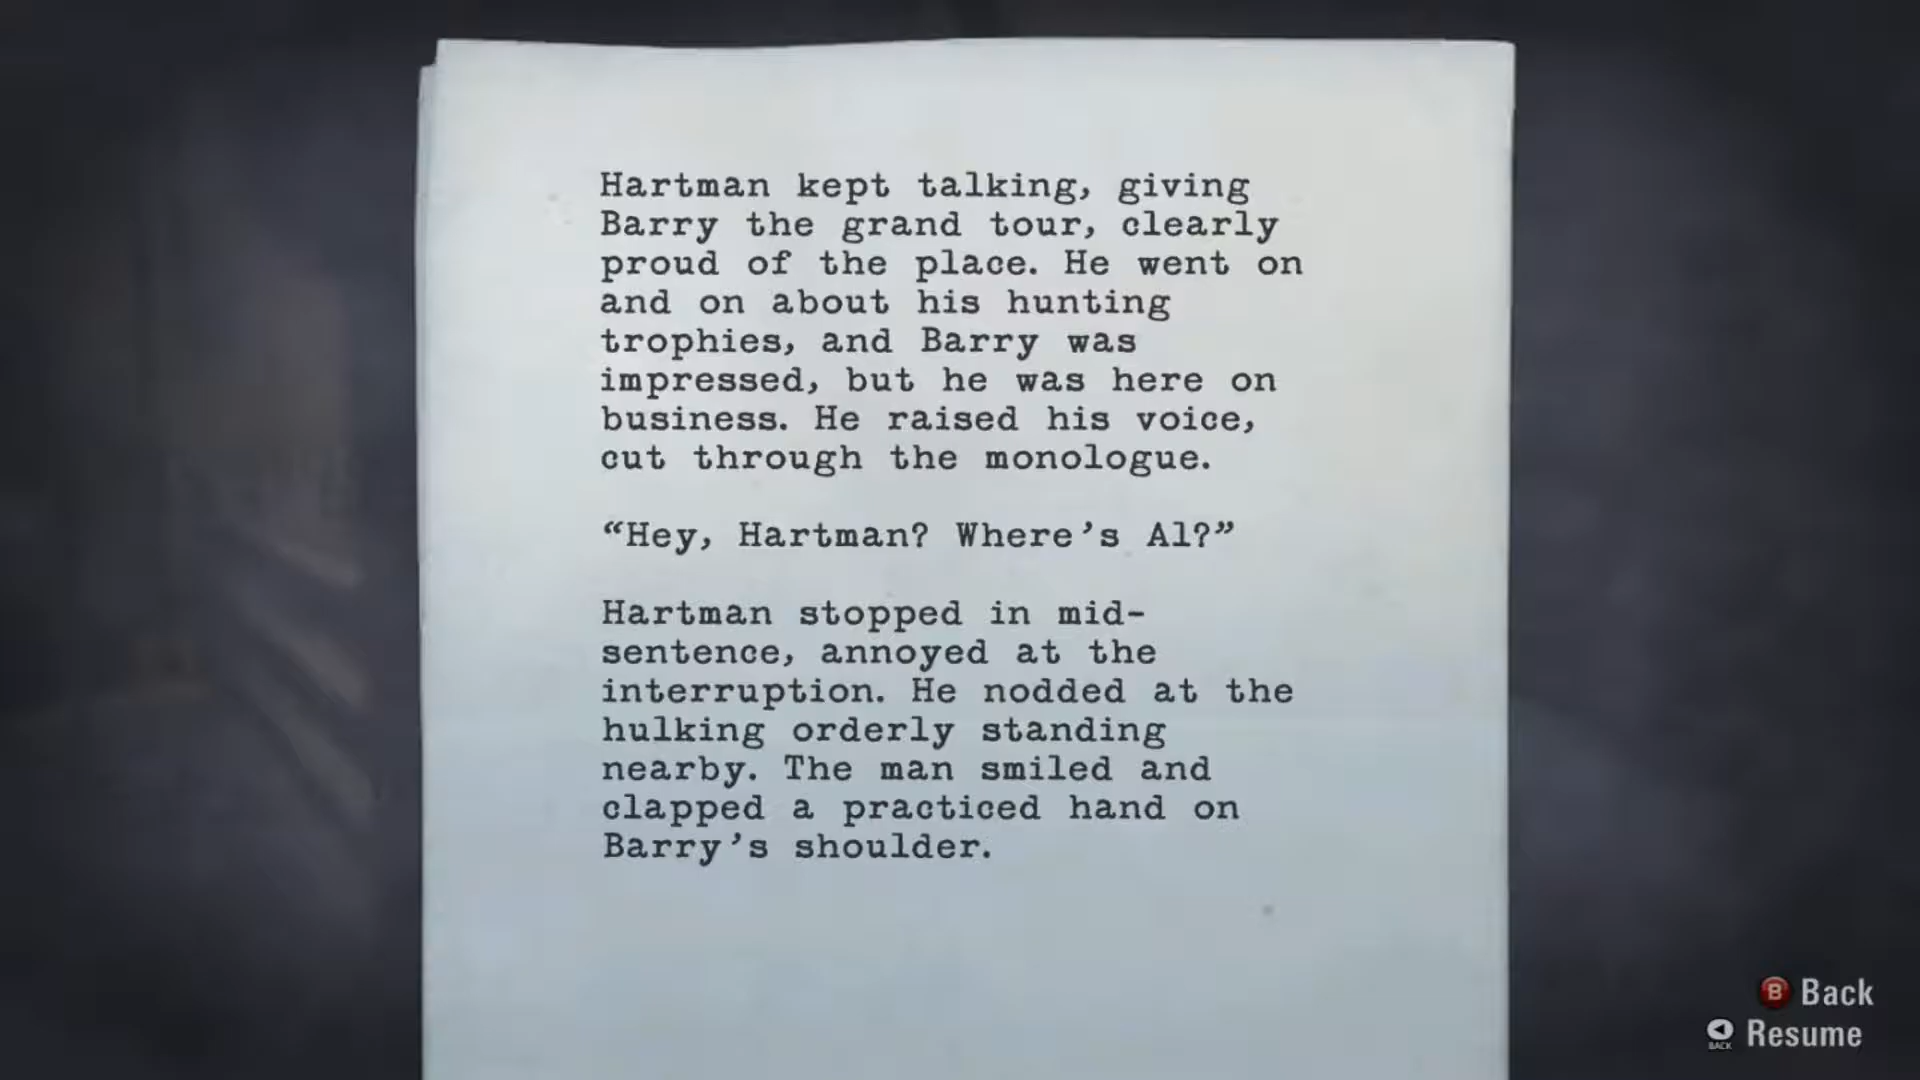 Hartman kept talking, giving
Barry the grand tour, clearly
proud of the place. He went on
and on about his hunting
trophies, and Barry was
impressed, but he was here on
business. He raised his voice,
cut through the monologue.
“Hey, Hartman? Where’s Al?”
Hartman stopped in mid-
sentence, annoyed at the
interruption. He nodded at the
hulking orderly standing
nearby. The man smiled and
clapped a practiced hand on
Barry’s shoulder.
B Back
BACK Resume